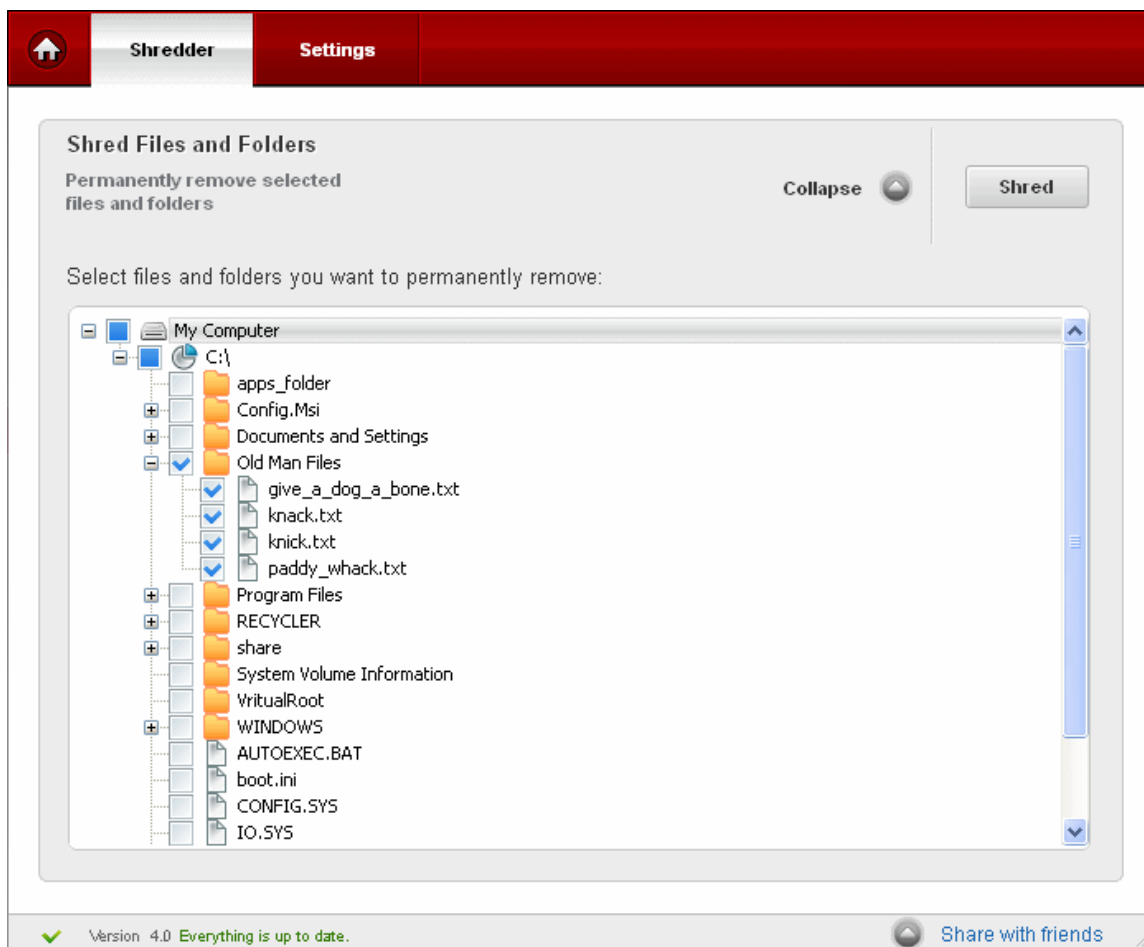 Shredder
Settings
Shred Files and Folders
Permanently remove selected
files and folders
Collapse
Shred
Select files and folders you want to permanently remove:
My Computer
C:\
apps_folder
Config.Msi
Documents and Settings
Old Man Files
give_a_dog_a_bone.txt
knack.txt
knick.txt
paddy_whack.txt
Program Files
RECYCLER
share
System Volume Information
VritualRoot
WINDOWS
AUTOEXEC.BAT
boot.ini
CONFIG.SYS
IO.SYS
Version 4.0 Everything is up to date.
Share with friends